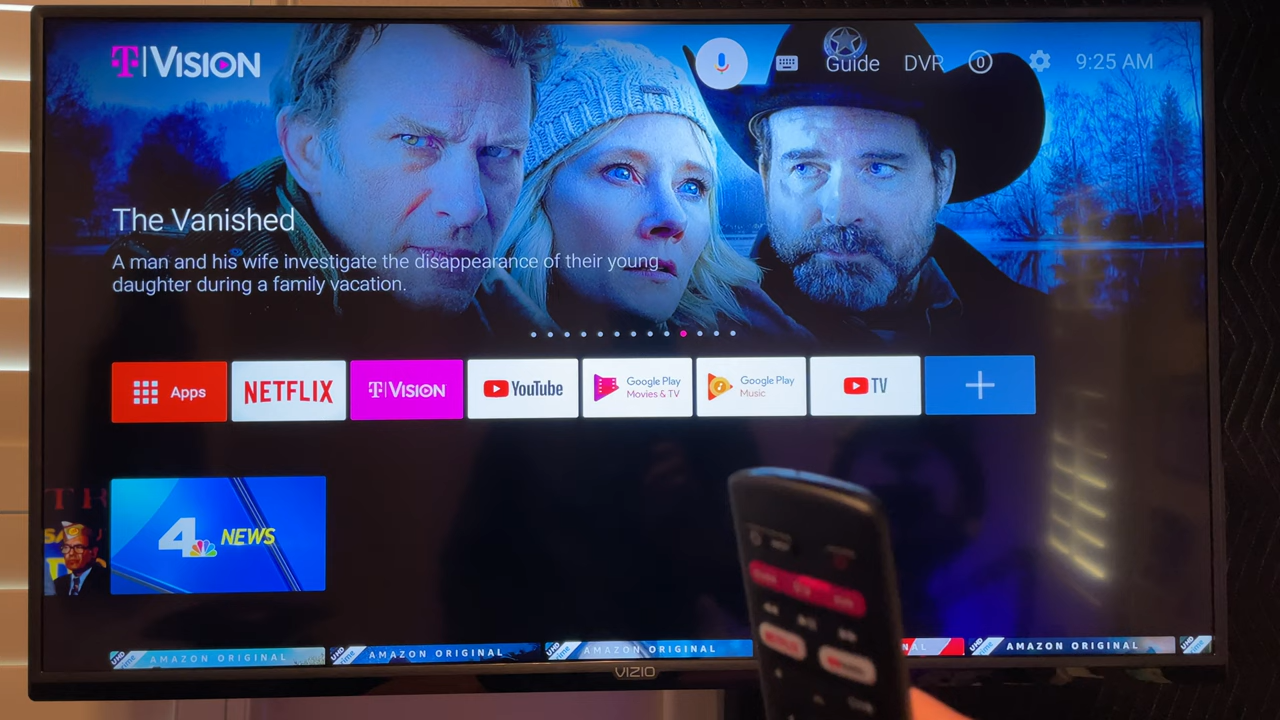 T VISION
Guide
DVR
0
9:25 AM
The Vanished
A man and his wife investigate the disappearance of their young
daughter during a family vacation.
Apps
NETFLIX
T VISION
YouTube
Google Play
Movies & TV
Google Play
Music
TV
4 NEWS
AMAZON ORIGINAL
AMAZON ORIGINAL
AMAZON ORIGINAL
AMAZON ORIGINAL
VIZIO